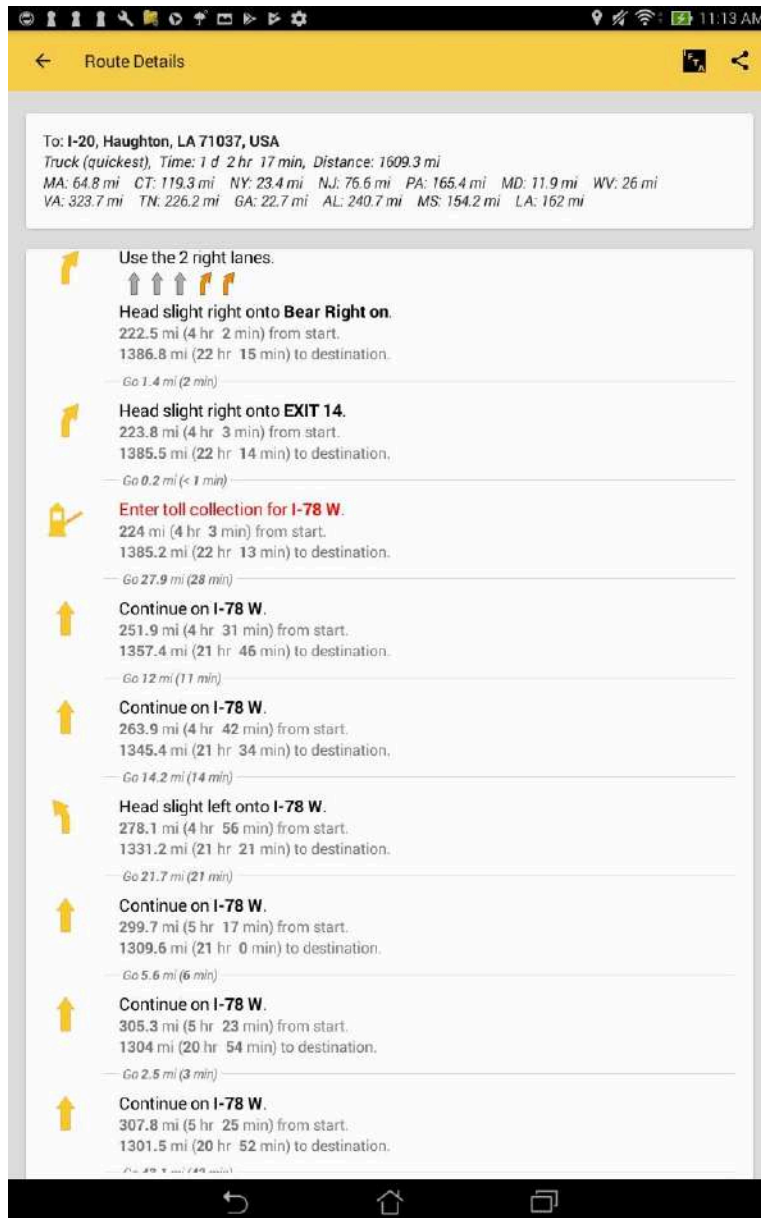 11:13 AM
Route Details
IFTA
To: I-20, Haughton, LA 71037, USA
Truck (quickest), Time: 1 d 2 hr 17 min, Distance: 1609.3 mi
MA: 64.8 mi CT: 119.3 mi NY: 23.4 mi NJ: 76.6 mi PA: 165.4 mi MD: 11.9 mi WV: 26 mi
VA: 323.7 mi TN: 226.2 mi GA: 22.7 mi AL: 240.7 mi MS: 154.2 mi LA: 162 mi
Use the 2 right lanes.
Head slight right onto Bear Right on.
222.5 mi (4 hr 2 min) from start.
1386.8 mi (22 hr 15 min) to destination.
Go 1.4 mi (2 min)
Head slight right onto EXIT 14.
223.8 mi (4 hr 3 min) from start.
1385.5 mi (22 hr 14 min) to destination.
Go 0.2 mi (< 1 min)
Enter toll collection for I-78 W.
224 mi (4 hr 3 min) from start.
1385.2 mi (22 hr 13 min) to destination.
Go 27.9 mi (28 min)
Continue on I-78 W.
251.9 mi (4 hr 31 min) from start.
1357.4 mi (21 hr 46 min) to destination.
Go 12 mi (11 min)
Continue on I-78 W.
263.9 mi (4 hr 42 min) from start.
1345.4 mi (21 hr 34 min) to destination.
Go 14.2 mi (14 min)
Head slight left onto I-78 W.
278.1 mi (4 hr 56 min) from start.
1331.2 mi (21 hr 21 min) to destination.
Go 21.7 mi (21 min)
Continue on I-78 W.
299.7 mi (5 hr 17 min) from start.
1309.6 mi (21 hr 0 min) to destination.
Go 5.6 mi (6 min)
Continue on I-78 W.
305.3 mi (5 hr 23 min) from start.
1304 mi (20 hr 54 min) to destination.
Go 2.5 mi (3 min)
Continue on I-78 W.
307.8 mi (5 hr 25 min) from start.
1301.5 mi (20 hr 52 min) to destination.